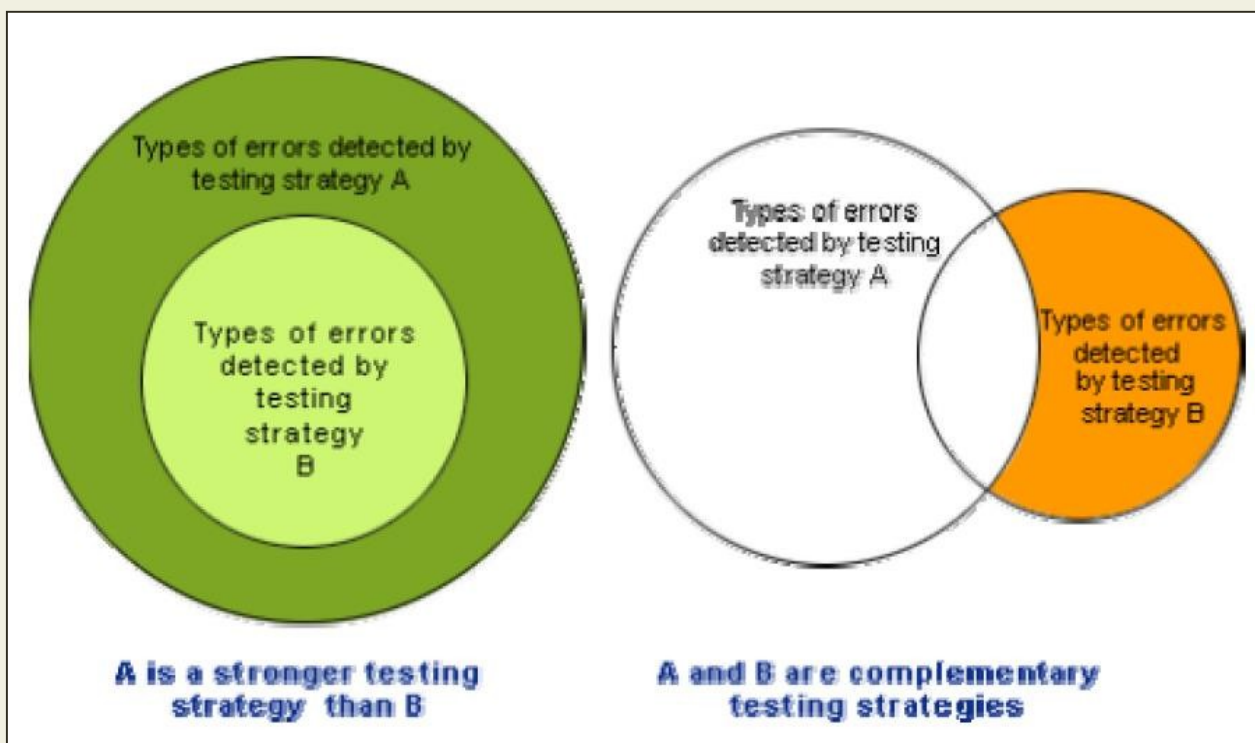 Types of errors detected by
testing strategy A
Types of errors
detected by
testing
strategy
B
A is a stronger testing
strategy than B
Types of errors
detected by testing
strategy A
Types of errors
detected
by testing
strategy B
A and B are complementary
testing strategies